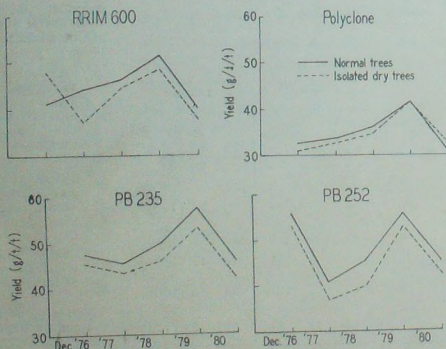 RRIM 600
Polyclone
60
50
40
30
Yield (g/t/t)
Normal trees
Isolated dry trees
PB 235
PB 252
60
50
40
30
Yield (g/t/t)
Dec.'76 '77 '78 '79 '80
Dec.'76 '77 '78 '79 '80